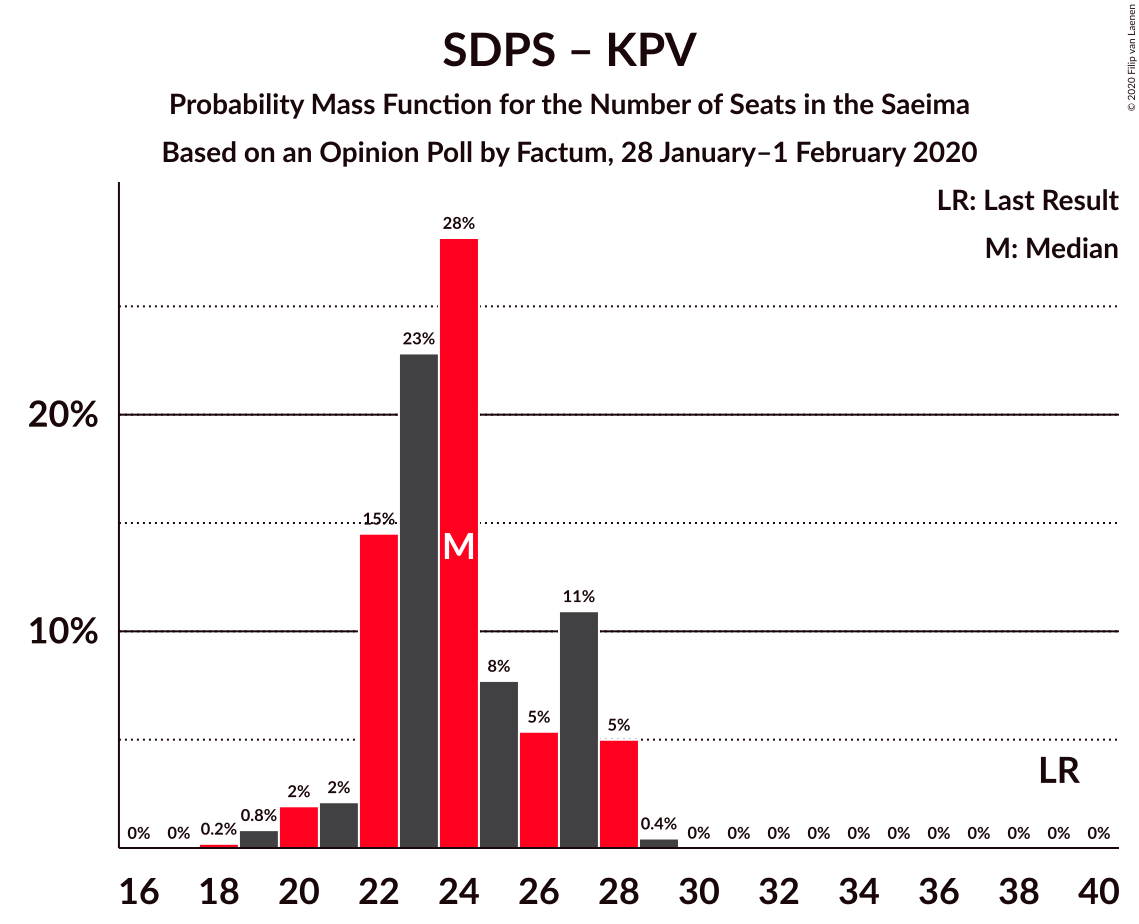 SDPS – KPV
Probability Mass Function for the Number of Seats in the Saeima
Based on an Opinion Poll by Factum, 28 January–1 February 2020
© 2020 Filip van Laenen
LR: Last Result
M: Median
28%
23%
20%
15%
M
11%
10%
8%
5%
5%
LR
2%
2%
0.8%
0.2%
0.4%
0% 0% 0% 0% 0% 0% 0% 0% 0% 0% 0% 0% 0%
16 18 20 22 24 26 28 30 32 34 36 38 40